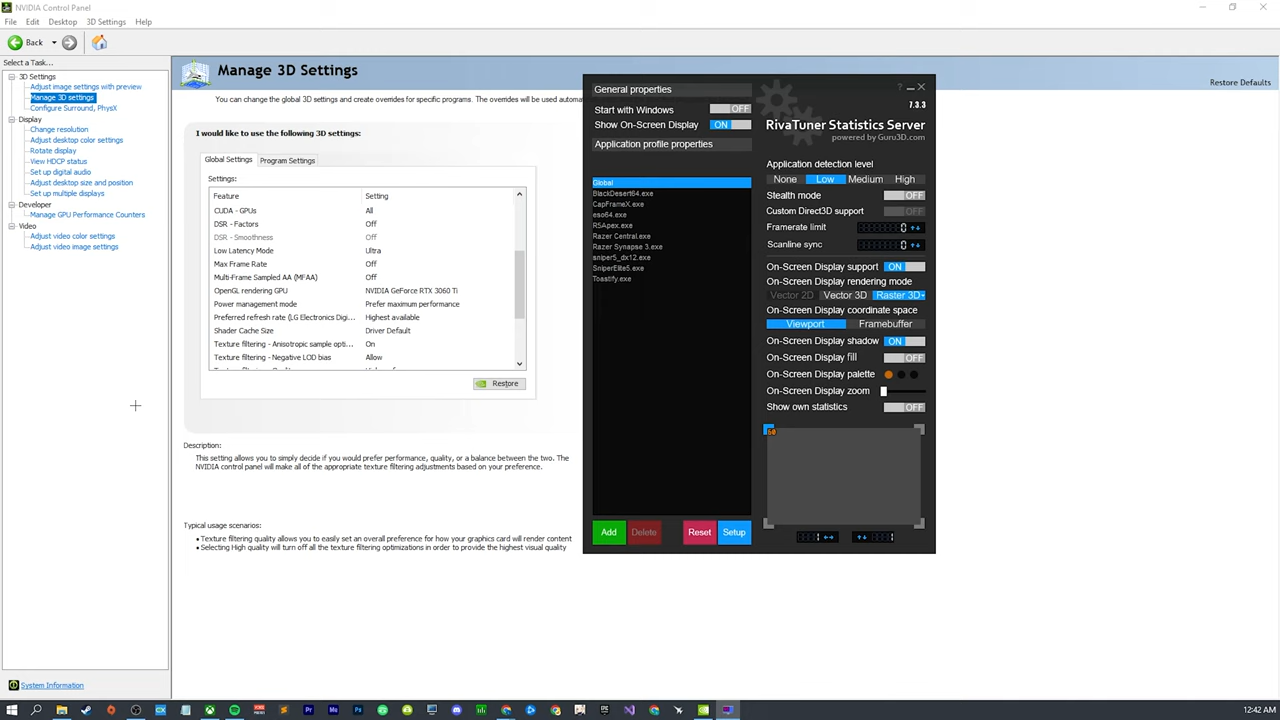 NVIDIA Control Panel
File Edit Desktop 3D Settings Help
Back
Select a Task...
3D Settings
Adjust image settings with preview
Manage 3D settings
Configure Surround, PhysX
Display
Change resolution
Adjust desktop color settings
Rotate display
View HDCP status
Set up digital audio
Adjust desktop size and position
Set up multiple displays
Developer
Manage GPU Performance Counters
Video
Adjust video color settings
Adjust video image settings
System Information
Manage 3D Settings
Restore Defaults
You can change the global 3D settings and create overrides for specific programs. The overrides will be used automa
I would like to use the following 3D settings:
Global Settings Program Settings
Settings:
Feature Setting
CUDA - GPUs All
DSR - Factors Off
DSR - Smoothness Off
Low Latency Mode Ultra
Max Frame Rate Off
Multi-Frame Sampled AA (MFAA) Off
OpenGL rendering GPU NVIDIA GeForce RTX 3060 Ti
Power management mode Prefer maximum performance
Preferred refresh rate (LG Electronics Digi... Highest available
Shader Cache Size Driver Default
Texture filtering - Anisotropic sample opti... On
Texture filtering - Negative LOD bias Allow
Restore
Description:
This setting allows you to simply decide if you would prefer performance, quality, or a balance between the two. The
NVIDIA control panel will make all of the appropriate texture filtering adjustments based on your preference.
Typical usage scenarios:
• Texture filtering quality allows you to easily set an overall preference for how your graphics card will render content
• Selecting High quality will turn off all the texture filtering optimizations in order to provide the highest visual quality
General properties
Start with Windows OFF
Show On-Screen Display ON
Application profile properties
Global
BlackDesert64.exe
CapFrameX.exe
eso64.exe
R5Apex.exe
Razer Central.exe
Razer Synapse 3.exe
sniper5_dx12.exe
SniperElite5.exe
Toastify.exe
Add Delete Reset Setup
?
7.3.3
RivaTuner Statistics Server
powered by Guru3D.com
Application detection level
None Low Medium High
Stealth mode OFF
Custom Direct3D support OFF
Framerate limit 0
Scanline sync 0
On-Screen Display support ON
On-Screen Display rendering mode
Vector 2D Vector 3D Raster 3D
On-Screen Display coordinate space
Viewport Framebuffer
On-Screen Display shadow ON
On-Screen Display fill OFF
On-Screen Display palette
On-Screen Display zoom
Show own statistics OFF
60
1 1
12:42 AM